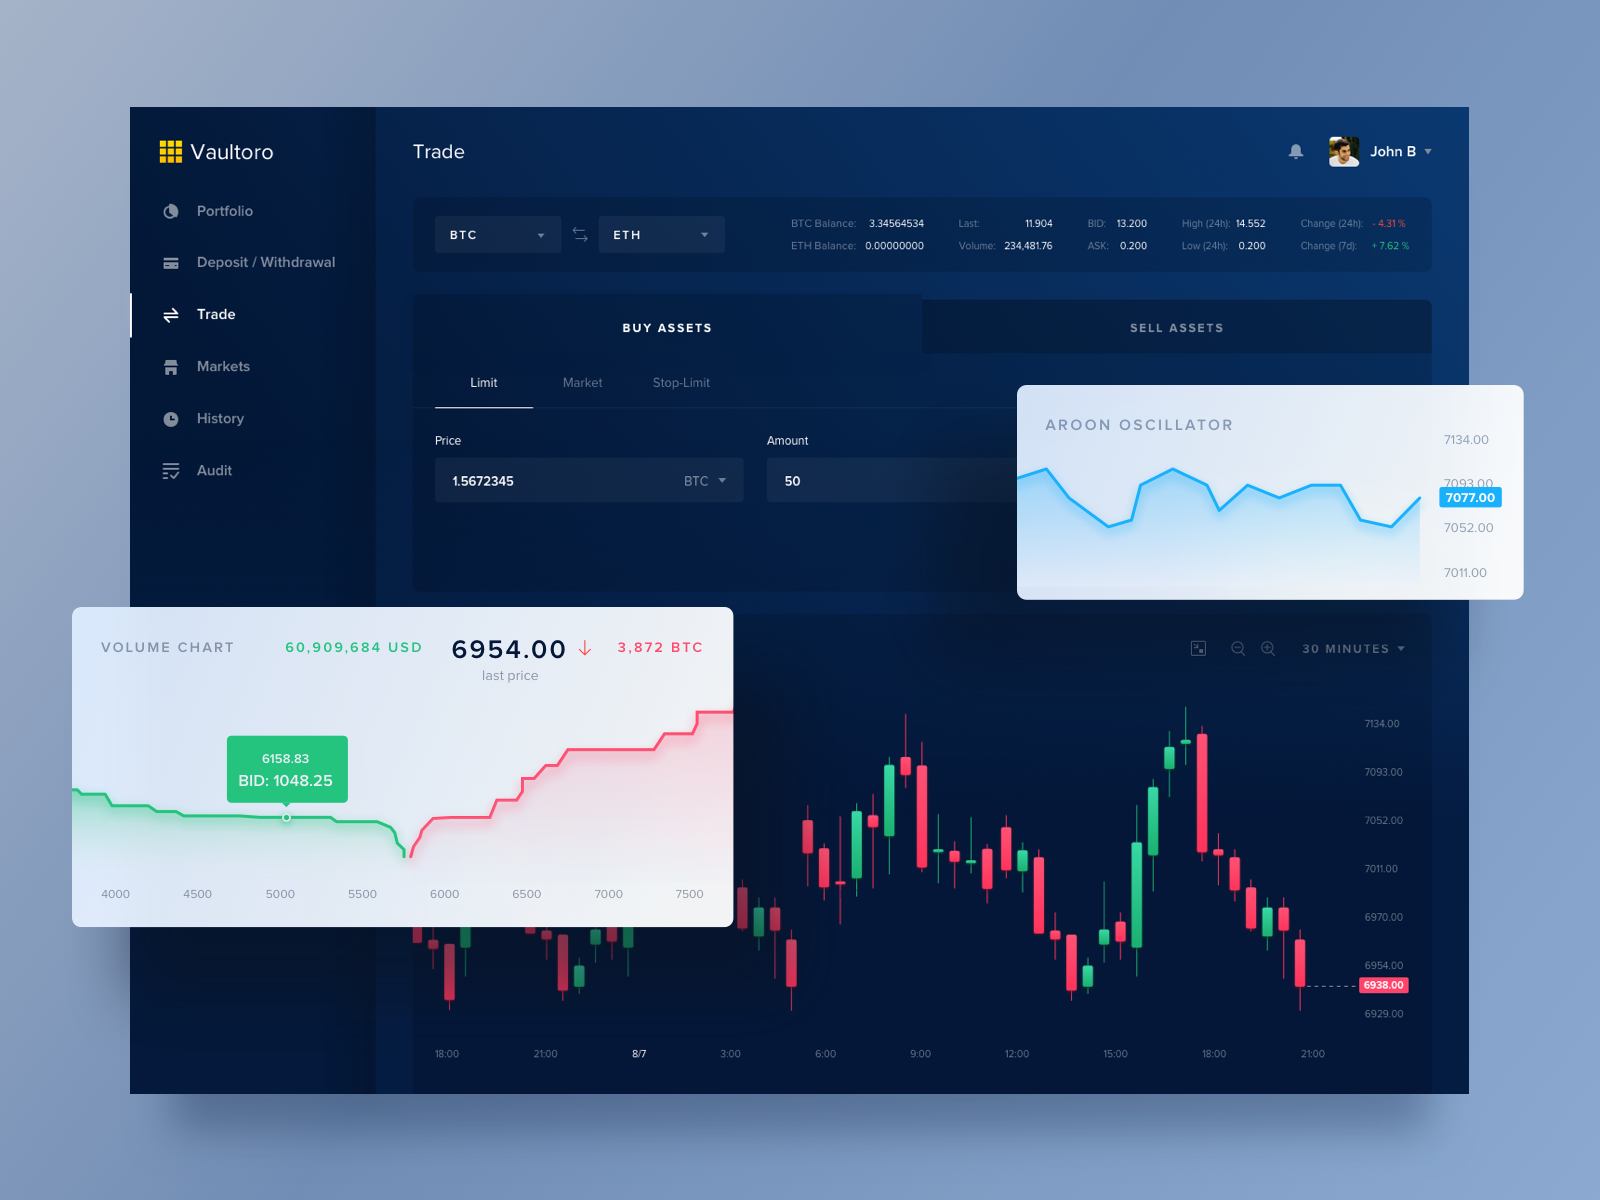 Vaultoro
Portfolio
Deposit / Withdrawal
Trade
Markets
History
Audit
Trade
John B
BTC
ETH
BTC Balance: 3.34564534
ETH Balance: 0.00000000
Last: 11.904
Volume: 234,481.76
BID: 13.200
ASK: 0.200
High (24h): 14.552
Low (24h): 0.200
Change (24h): - 4.31 %
Change (7d): + 7.62 %
BUY ASSETS
SELL ASSETS
Limit
Market
Stop-Limit
Price
1.5672345 BTC
Amount
50
AROON OSCILLATOR
7134.00
7093.00
7077.00
7052.00
7011.00
VOLUME CHART
60,909,684 USD
6954.00
last price
3,872 BTC
6158.83
BID: 1048.25
4000 4500 5000 5500 6000 6500 7000 7500
30 MINUTES
7134.00
7093.00
7052.00
7011.00
6970.00
6954.00
6938.00
6929.00
18:00 21:00 8/7 3:00 6:00 9:00 12:00 15:00 18:00 21:00